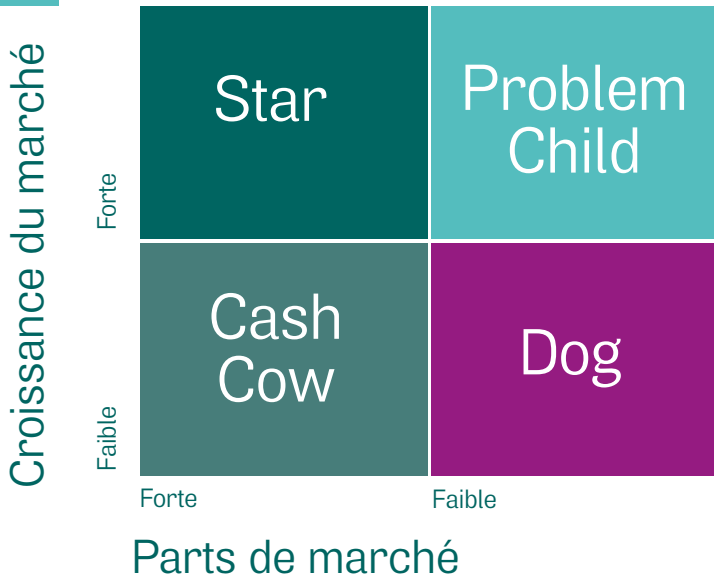 Croissance du marché
Forte
Star
Problem
Child
Faible
Cash
Cow
Dog
Forte
Faible
Parts de marché